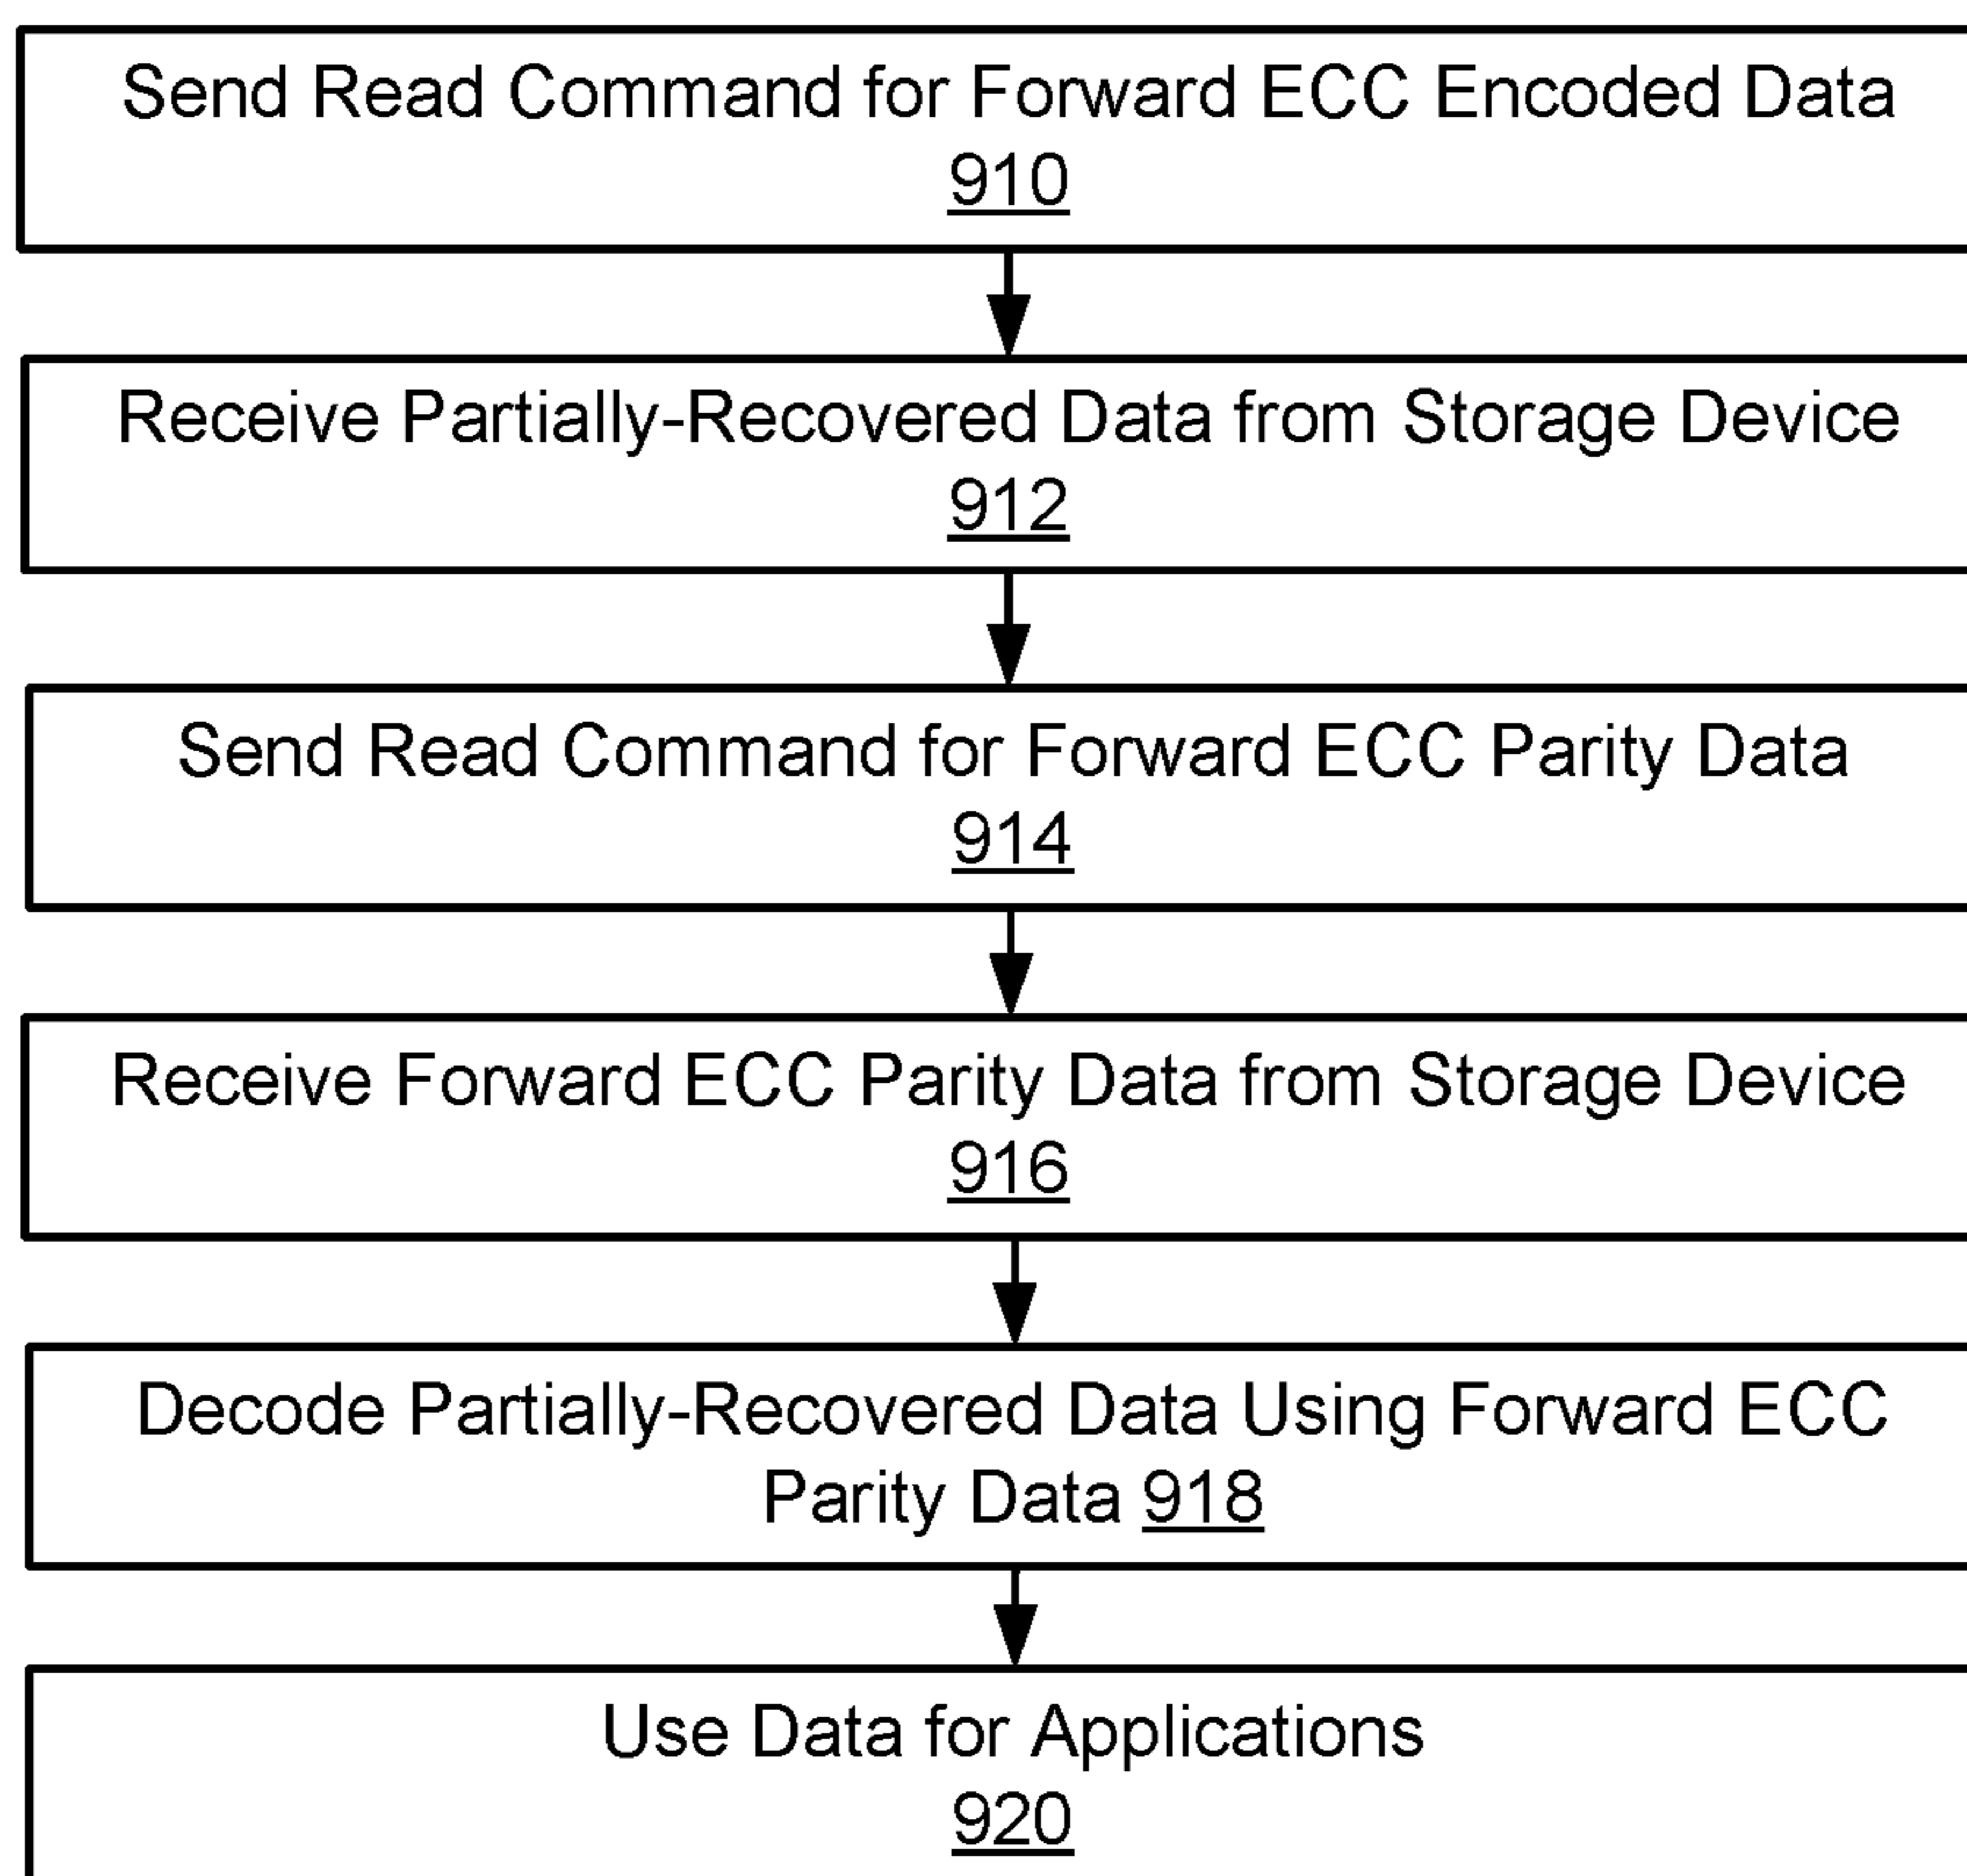 Send Read Command for Forward ECC Encoded Data
910
Receive Partially-Recovered Data from Storage Device
912
Send Read Command for Forward ECC Parity Data
914
Receive Forward ECC Parity Data from Storage Device
916
Decode Partially-Recovered Data Using Forward ECC
Parity Data 918
Use Data for Applications
920